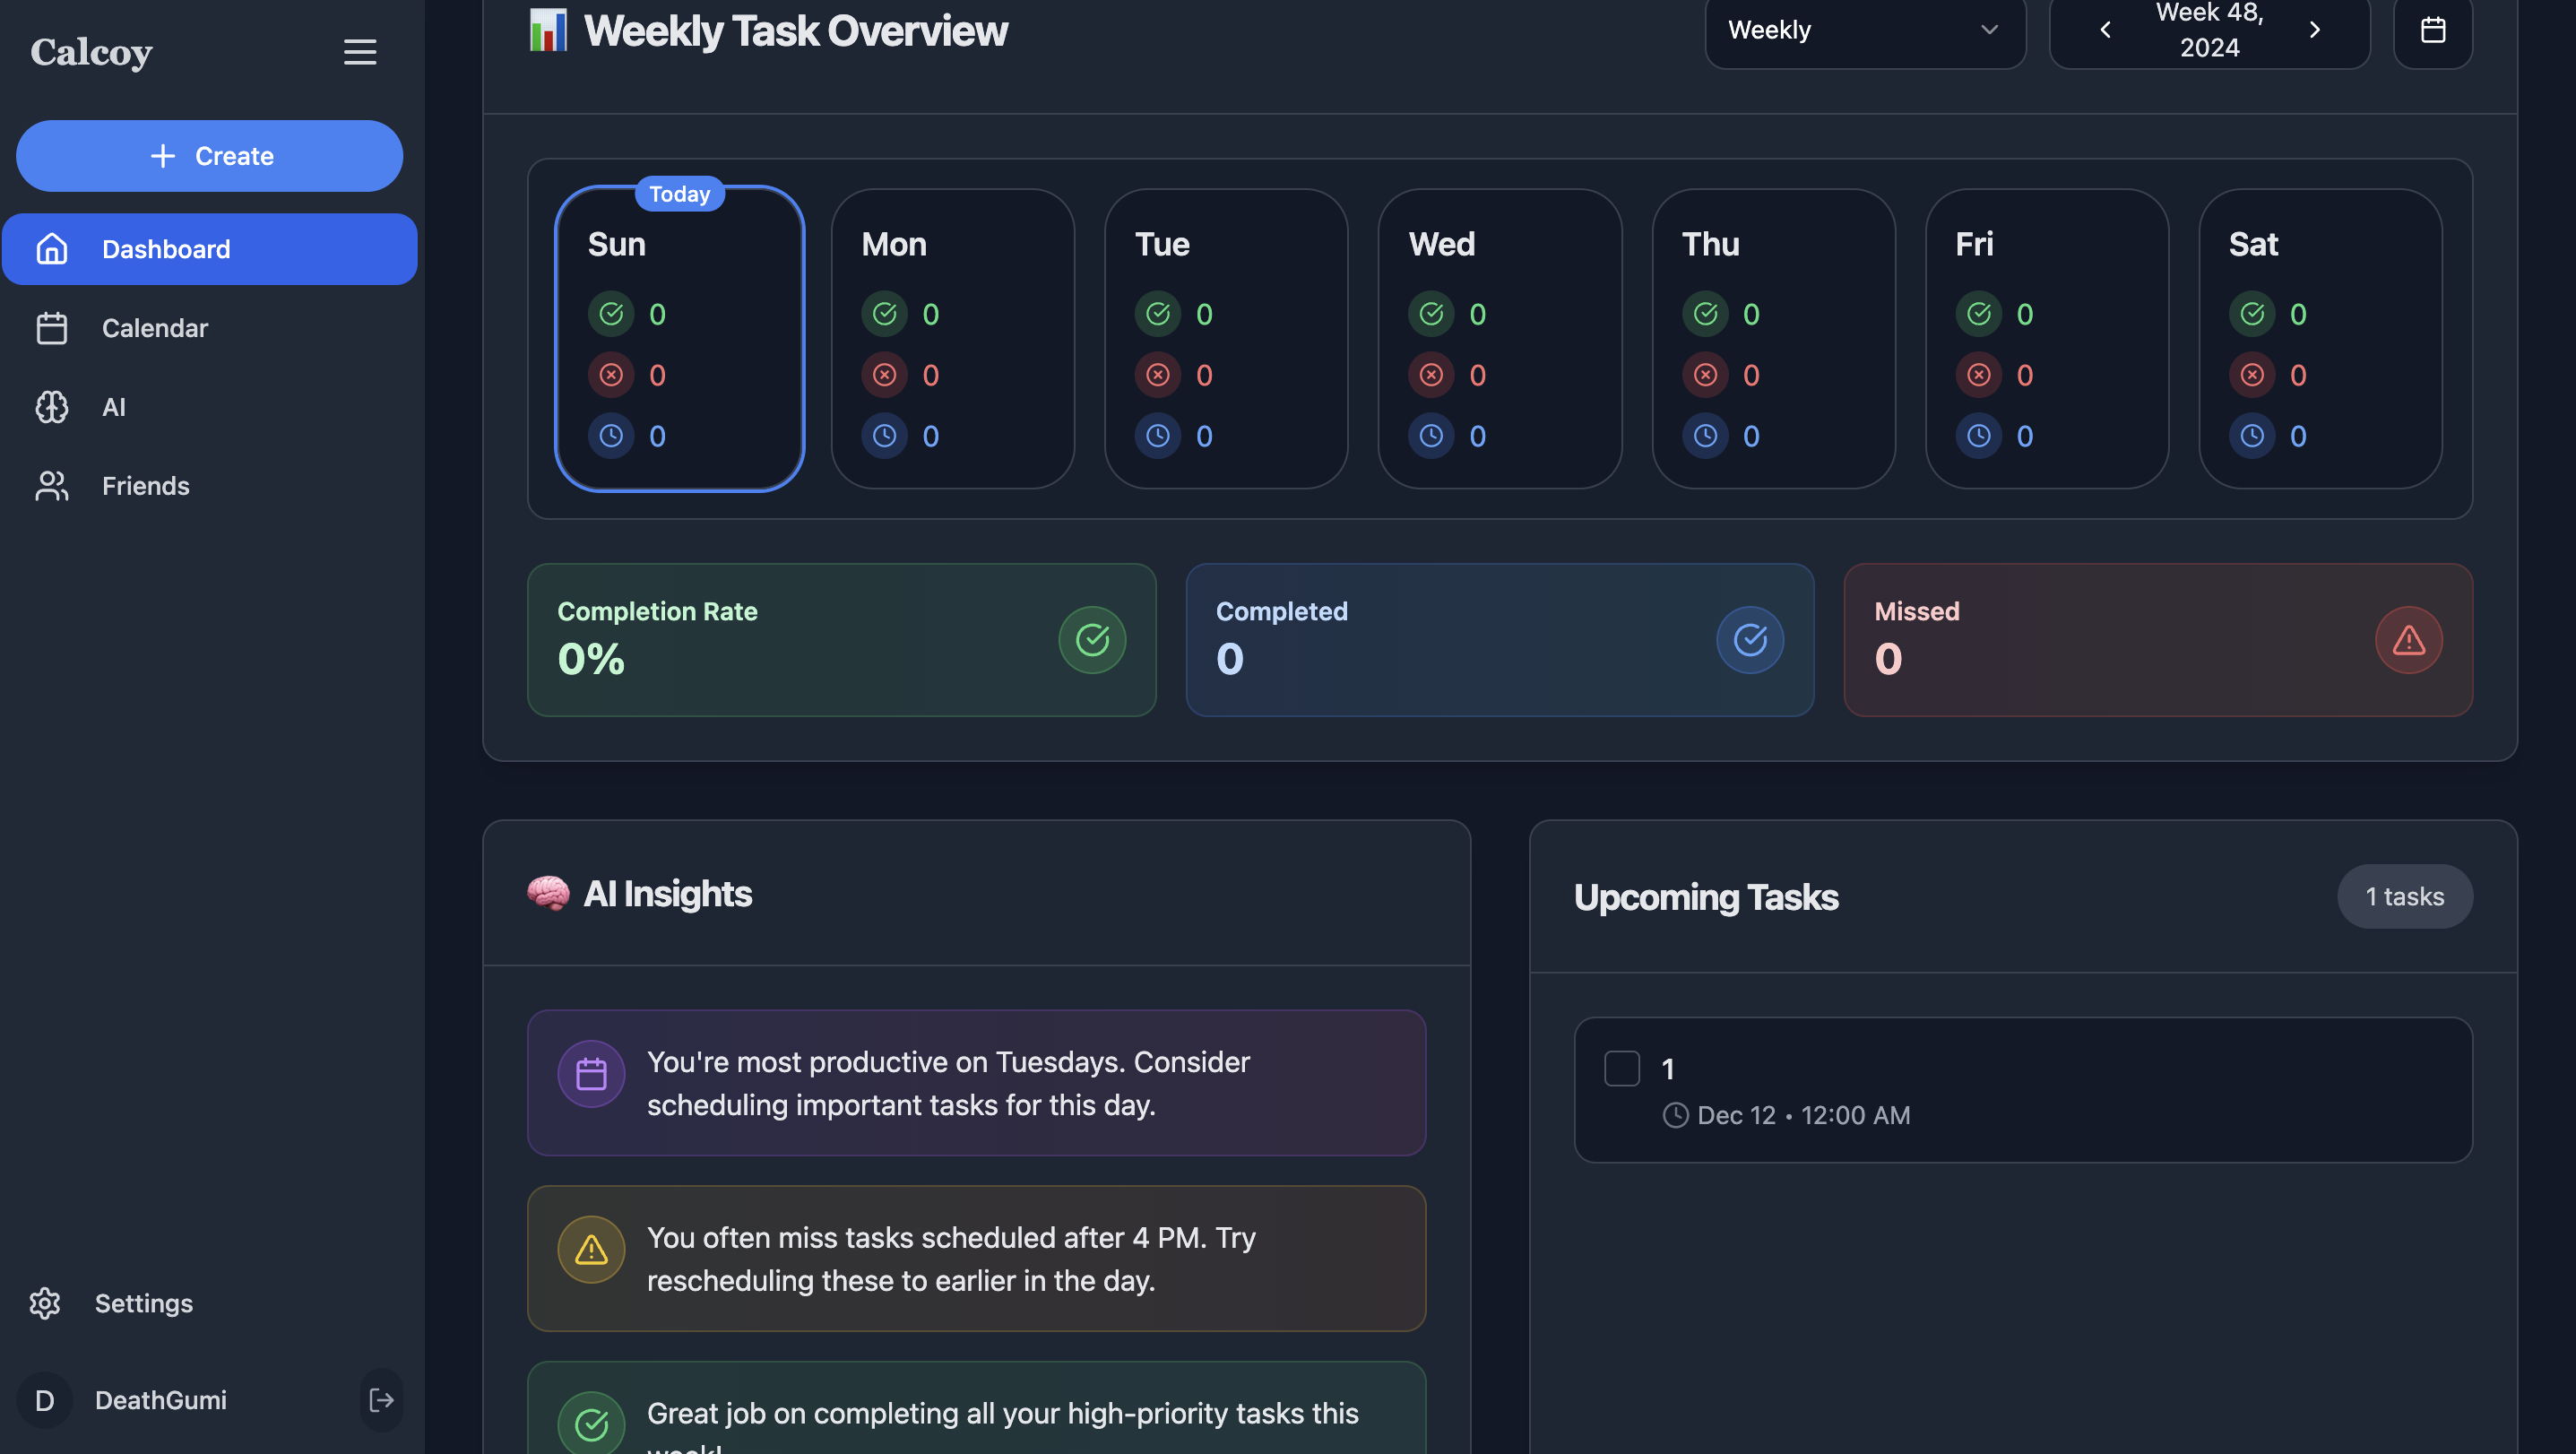 Calcoy
Create
Dashboard
Calendar
AI
Friends
Settings
D
DeathGumi
Weekly Task Overview
Weekly
Week 48,
2024
Today
Sun
0
0
0
Mon
0
0
0
Tue
0
0
0
Wed
0
0
0
Thu
0
0
0
Fri
0
0
0
Sat
0
0
0
Completion Rate
0%
Completed
0
Missed
0
AI Insights
You're most productive on Tuesdays. Consider
scheduling important tasks for this day.
You often miss tasks scheduled after 4 PM. Try
rescheduling these to earlier in the day.
Great job on completing all your high-priority tasks this
week!
Upcoming Tasks
1 tasks
1
Dec 12 • 12:00 AM